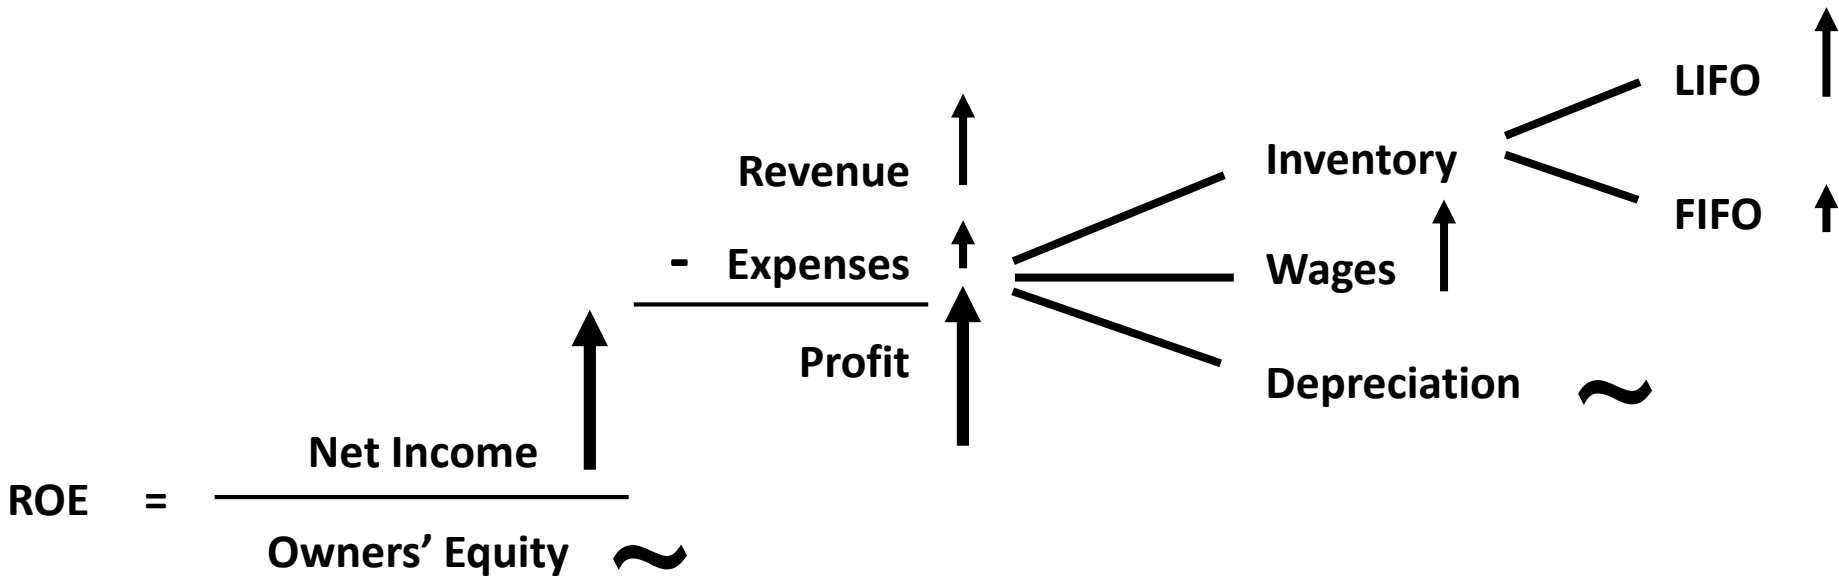 LIFO
Revenue
Inventory
FIFO
- Expenses
Wages
Profit
Depreciation ~
Net Income
ROE =
Owners’ Equity ~